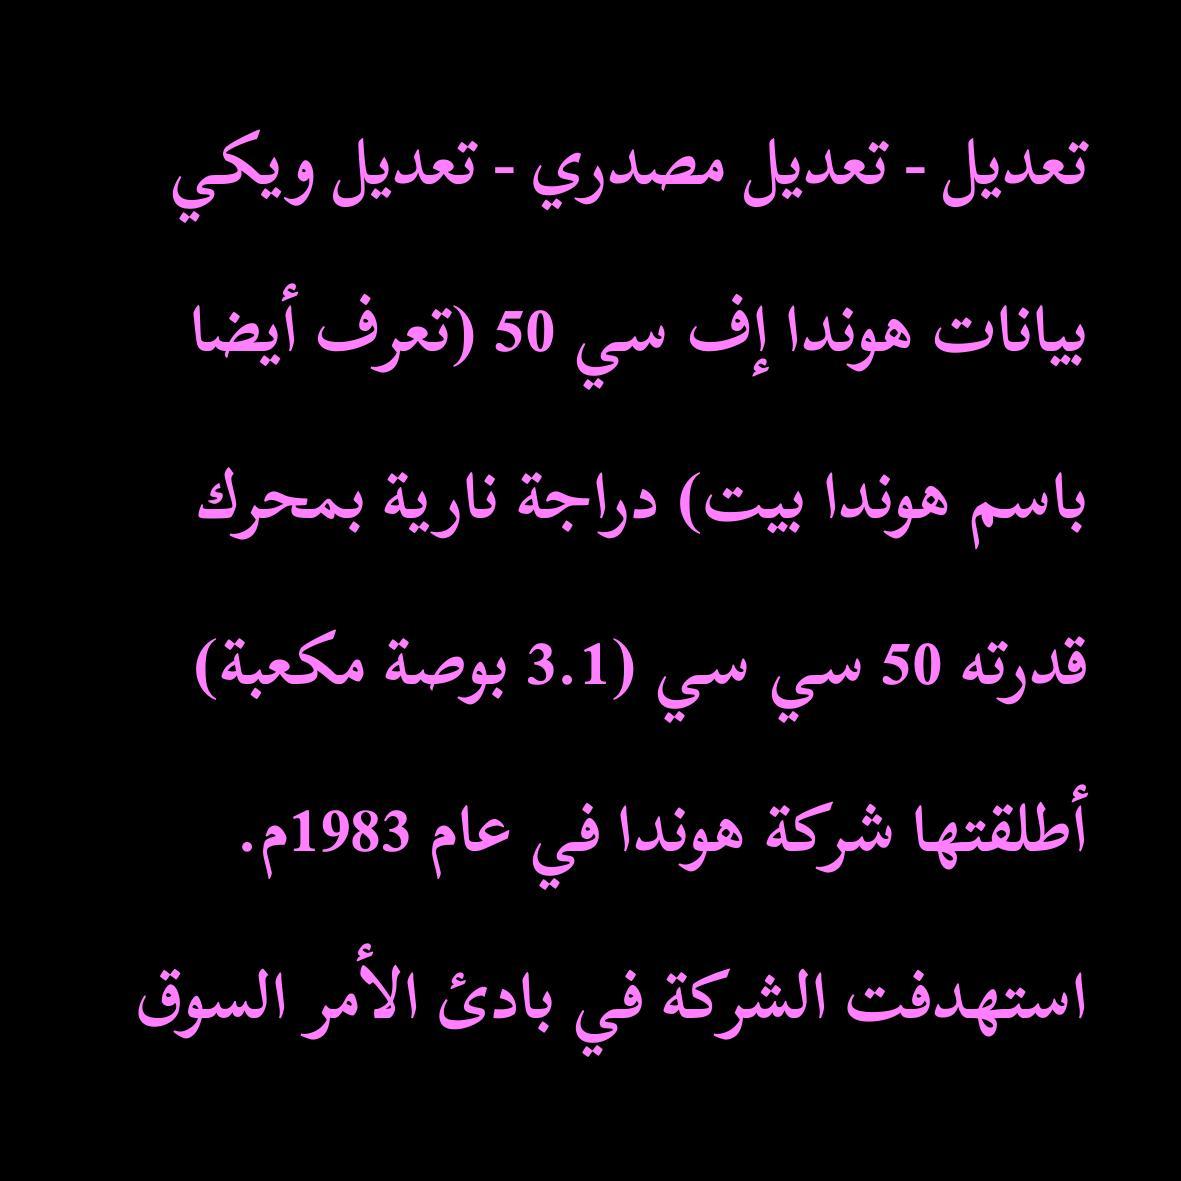 تعديل - تعديل مصدري - تعديل ويكي
بيانات هوندا إف سي 50 (تعرف أيضا
باسم هوندا بيت) دراجة نارية بمحرك
قدرته 50 سي سي (3.1 بوصة مكعبة)
أطلقتها شركة هوندا في عام 1983م.
استهدفت الشركة في بادئ الأمر السوق